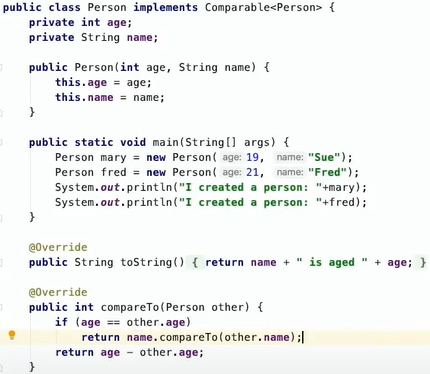 public class Person implements Comparable<Person> {
private int age;
private String name;
public Person(int age, String name) {
this.age = age;
this.name = name;
}
public static void main(String[] args) {
Person mary = new Person( age: 19, name: "Sue");
Person fred = new Person( age: 21, name: "Fred");
System.out.println("I created a person: "+mary);
System.out.println("I created a person: "+fred);
}
@Override
public String toString() { return name + " is aged " + age; }
@Override
public int compareTo(Person other) {
if (age == other.age)
return name.compareTo(other.name);
return age - other.age;
}